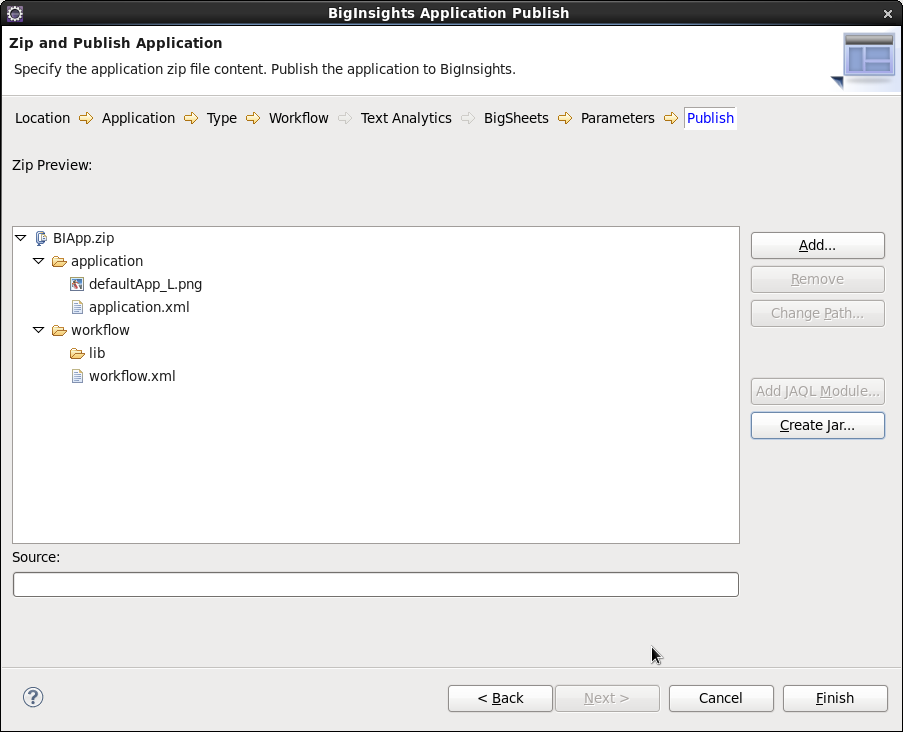 BigInsights Application Publish
Zip and Publish Application
Specify the application zip file content. Publish the application to BigInsights.
Location Application Type Workflow Text Analytics BigSheets Parameters Publish
Zip Preview:
BIApp.zip
application
defaultApp_L.png
application.xml
workflow
lib
workflow.xml
Add...
Remove
Change Path...
Add JAQL Module...
Create Jar...
Source:
? < Back Next > Cancel Finish